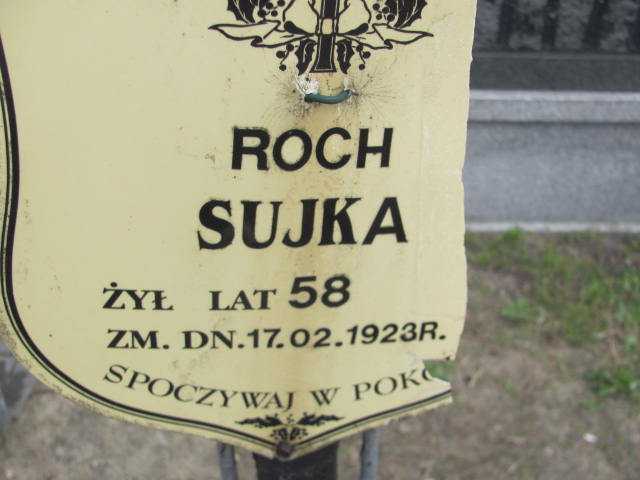 ROCH
SUJKA
ŻYŁ LAT 58
ZM. DN. 17.02.1923R.
SPOCZYWAJ W POKO